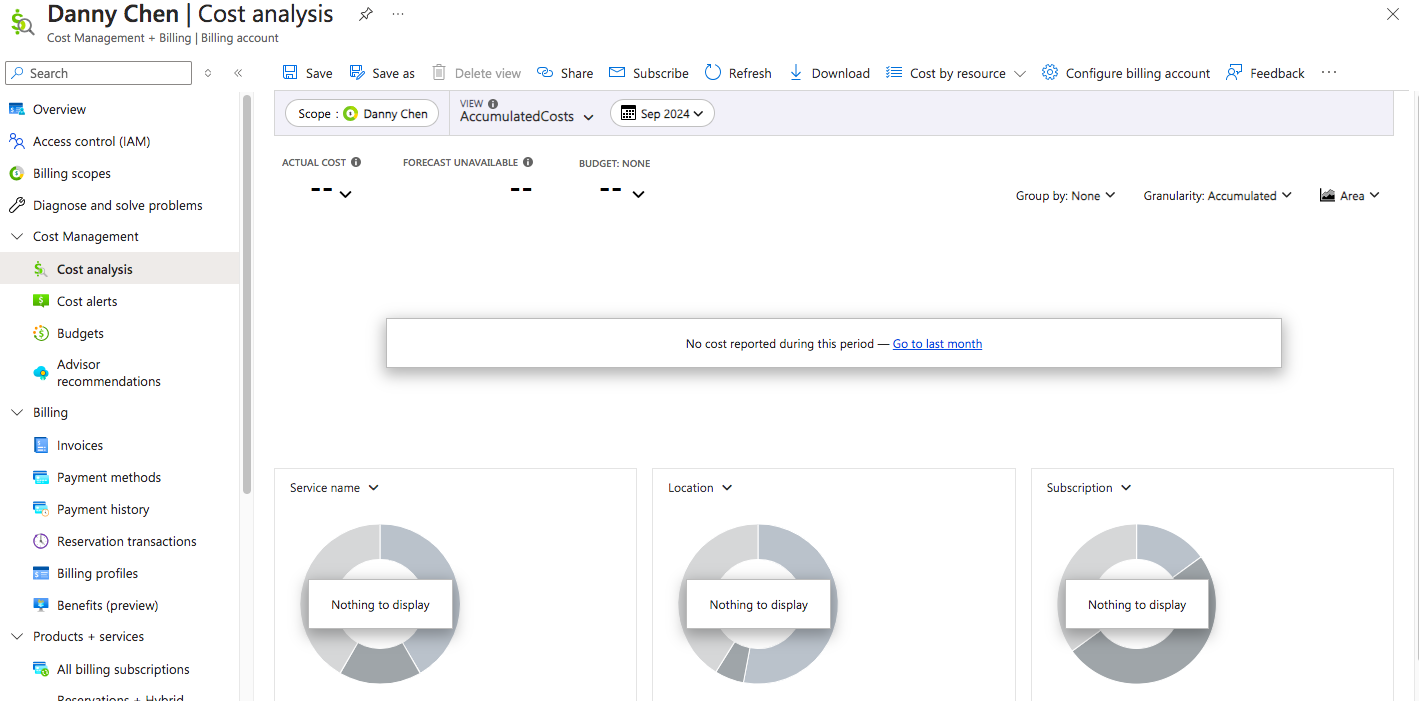 Danny Chen | Cost analysis
Cost Management + Billing | Billing account
Search
Overview
Access control (IAM)
Billing scopes
Diagnose and solve problems
Cost Management
Cost analysis
Cost alerts
Budgets
Advisor
recommendations
Billing
Invoices
Payment methods
Payment history
Reservation transactions
Billing profiles
Benefits (preview)
Products + services
All billing subscriptions
Reservations + Hybrid
Save
Save as
Delete view
Share
Subscribe
Refresh
Download
Cost by resource
Configure billing account
Feedback
Scope : Danny Chen
VIEW
AccumulatedCosts
Sep 2024
ACTUAL COST
--
FORECAST UNAVAILABLE
--
BUDGET: NONE
--
Group by: None
Granularity: Accumulated
Area
No cost reported during this period — Go to last month
Service name
Nothing to display
Location
Nothing to display
Subscription
Nothing to display